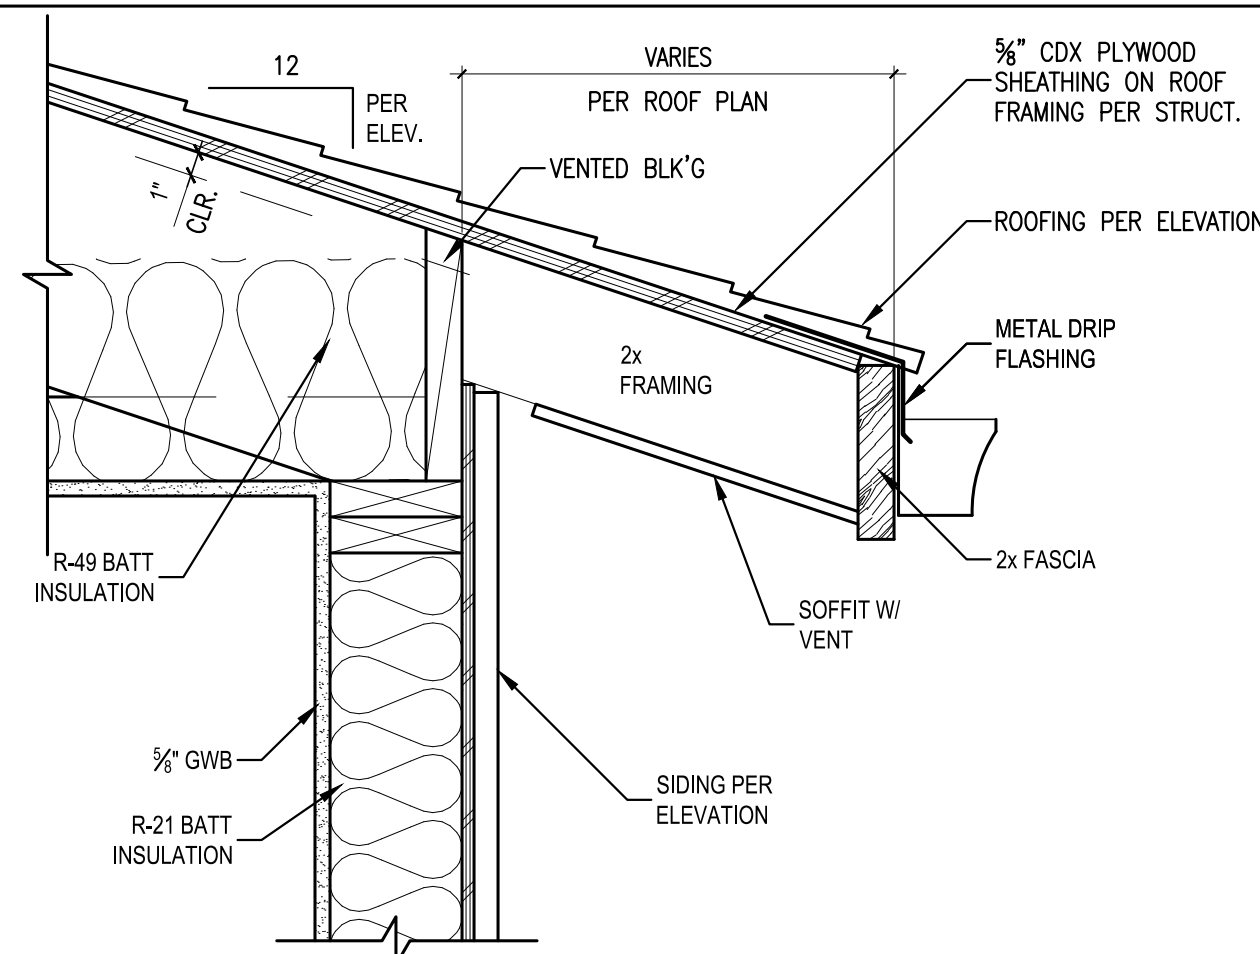 12
PER
ELEV.
VARIES
PER ROOF PLAN
⅝" CDX PLYWOOD
SHEATHING ON ROOF
FRAMING PER STRUCT.
VENTED BLK'G
1"
CLR.
ROOFING PER ELEVATION
METAL DRIP
FLASHING
2x
FRAMING
R-49 BATT
INSULATION
2x FASCIA
SOFFIT W/
VENT
⅝" GWB
SIDING PER
ELEVATION
R-21 BATT
INSULATION